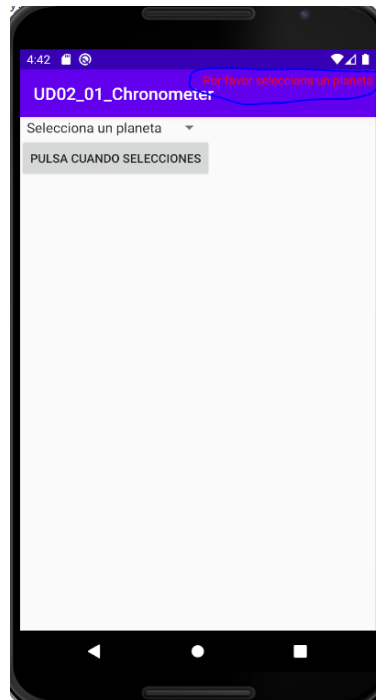 4:42
Por favor selecciona un planeta
UD02_01_Chronometer
Selecciona un planeta
PULSA CUANDO SELECCIONES